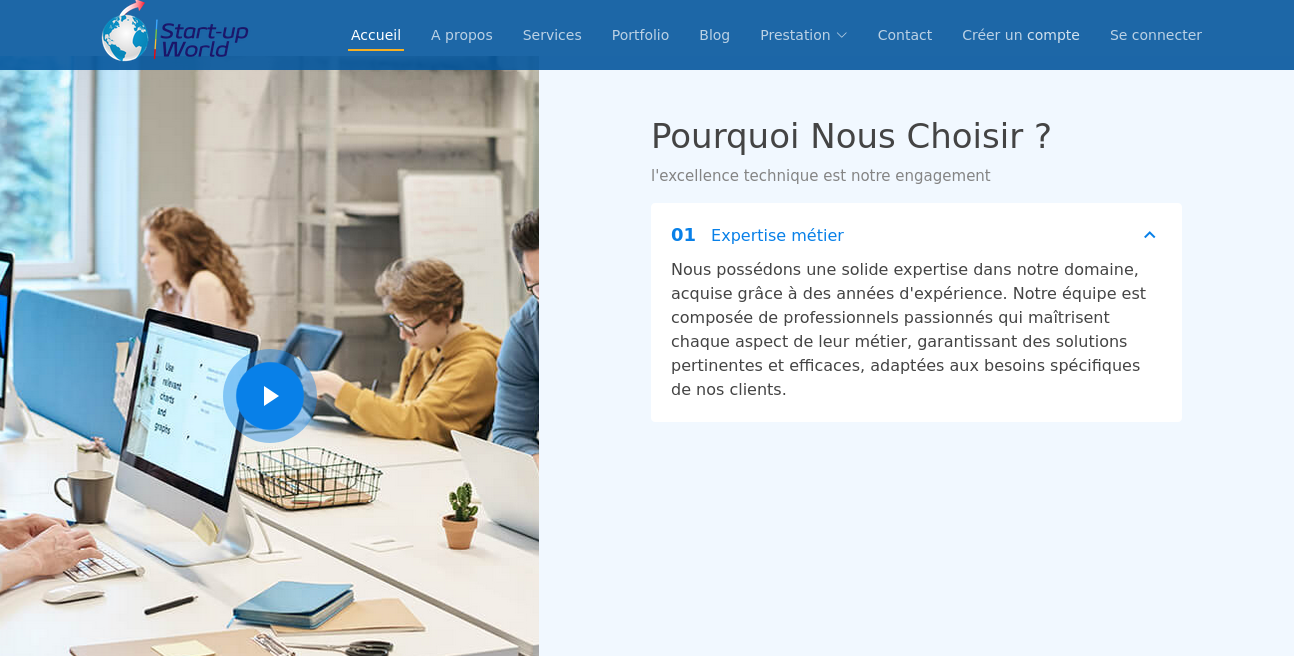 Start-up
World
Accueil
A propos
Services
Portfolio
Blog
Prestation
Contact
Créer un compte
Se connecter
Use
relevant
charts
and
graphs
Pourquoi Nous Choisir ?
l'excellence technique est notre engagement
01 Expertise métier
Nous possédons une solide expertise dans notre domaine,
acquise grâce à des années d'expérience. Notre équipe est
composée de professionnels passionnés qui maîtrisent
chaque aspect de leur métier, garantissant des solutions
pertinentes et efficaces, adaptées aux besoins spécifiques
de nos clients.